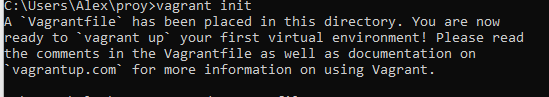 C:\Users\Alex\proy>vagrant init
A `Vagrantfile` has been placed in this directory. You are now
ready to `vagrant up` your first virtual environment! Please read
the comments in the Vagrantfile as well as documentation on
`vagrantup.com` for more information on using Vagrant.